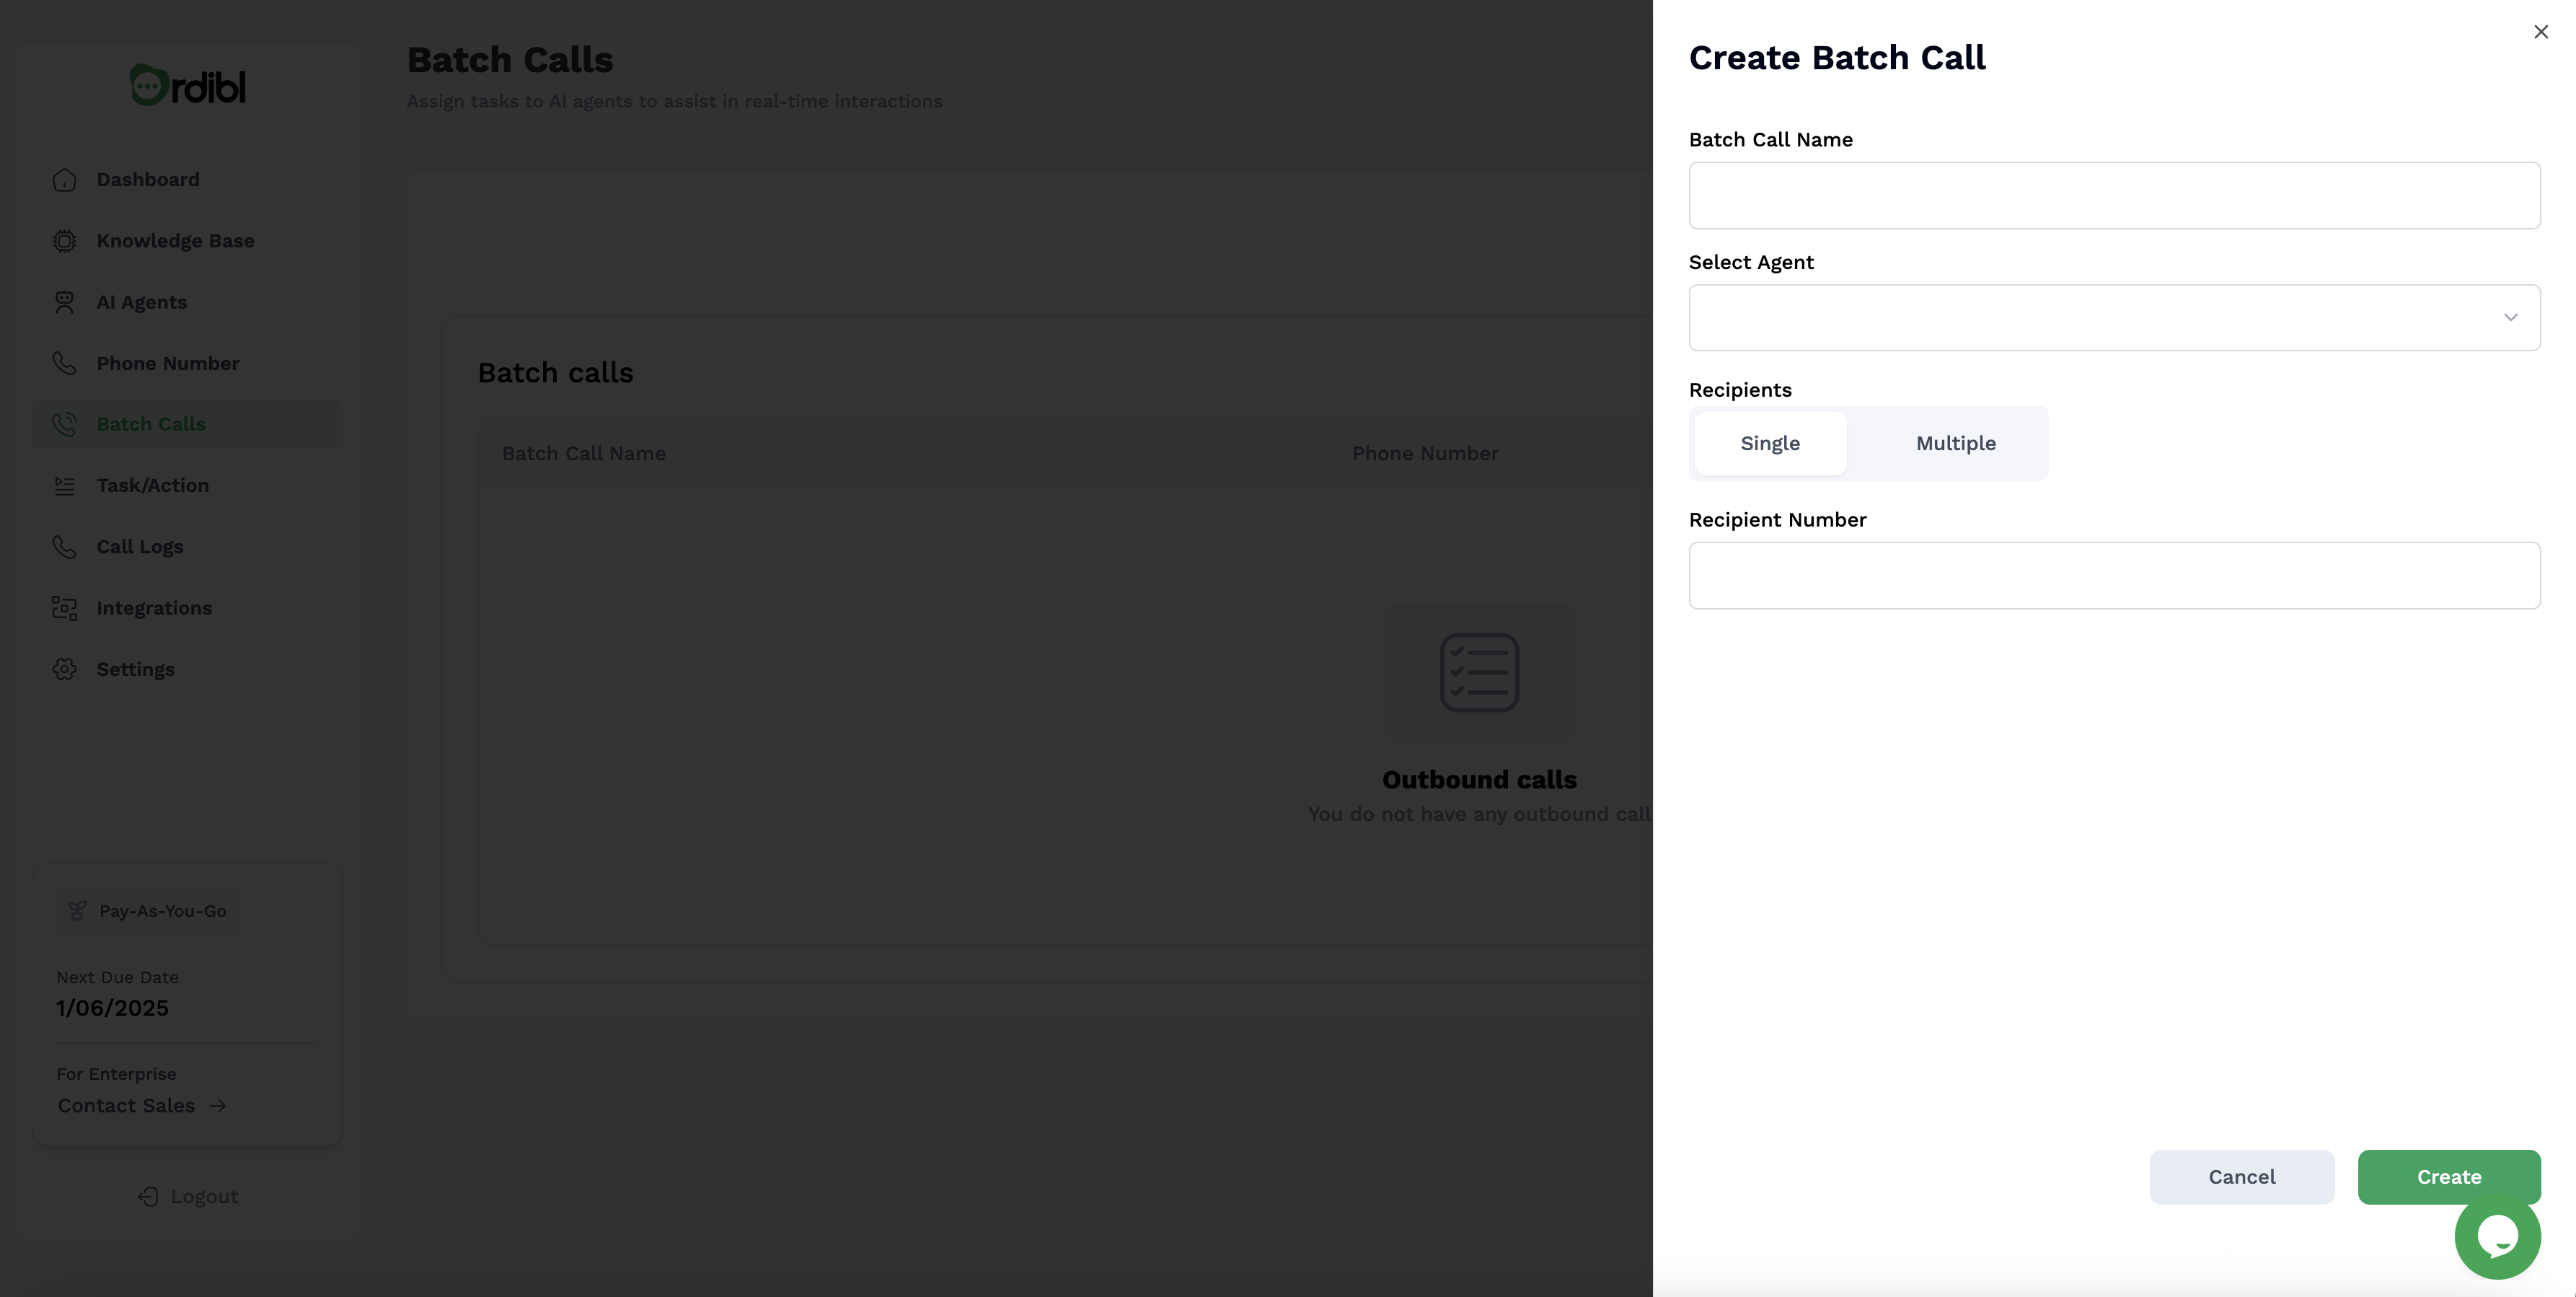 Ordibl
Dashboard
Knowledge Base
AI Agents
Phone Number
Batch Calls
Task/Action
Call Logs
Integrations
Settings
Pay-As-You-Go
Next Due Date
1/06/2025
For Enterprise
Contact Sales
Logout
Batch Calls
Assign tasks to AI agents to assist in real-time interactions
Batch calls
Batch Call Name Phone Number
Outbound calls
You do not have any outbound call
Create Batch Call
Batch Call Name
Select Agent
Recipients
Single Multiple
Recipient Number
Cancel Create